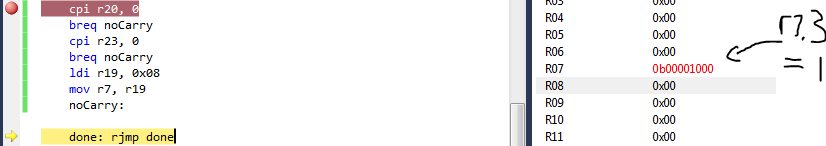 cpi r20, 0
breq noCarry
cpi r23, 0
breq noCarry
ldi r19, 0x08
mov r7, r19
noCarry:
done: rjmp done
R03 0x00
R04 0x00
R05 0x00
R06 0x00
R07 0b00001000
R08 0x00
R09 0x00
R10 0x00
R11 0x00
r7.3
= 1